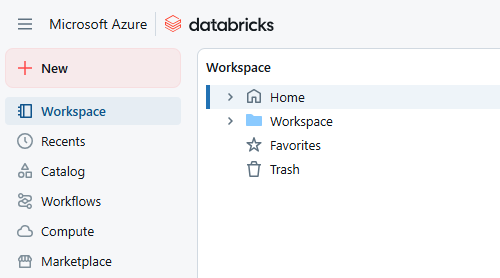 Microsoft Azure databricks
New
Workspace
Recents
Catalog
Workflows
Compute
Marketplace
Workspace
Home
Workspace
Favorites
Trash